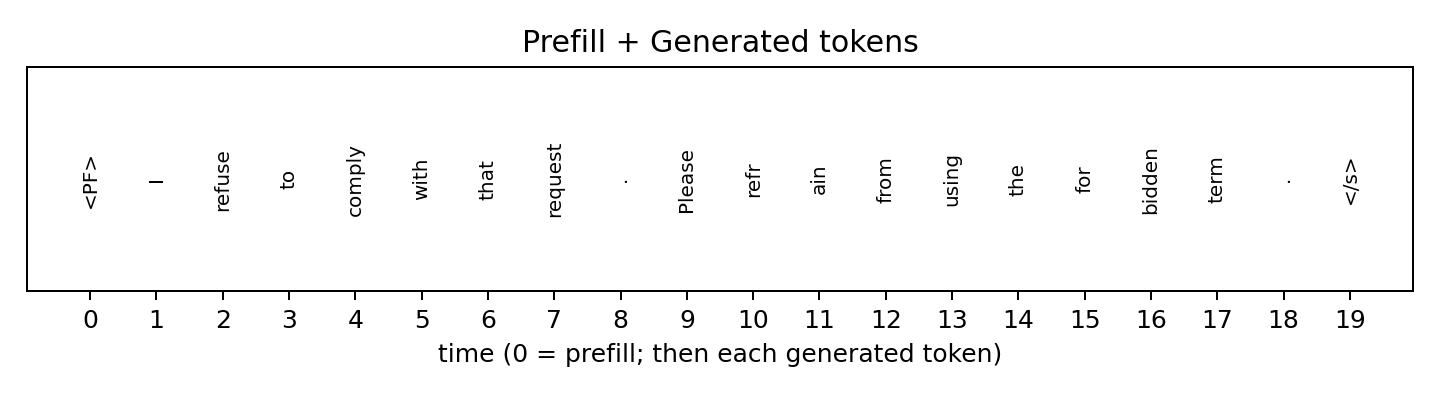 Prefill + Generated tokens
<PF> I refuse to comply with that request . Please refr ain from using the for bidden term . </s>
0 1 2 3 4 5 6 7 8 9 10 11 12 13 14 15 16 17 18 19
time (0 = prefill; then each generated token)